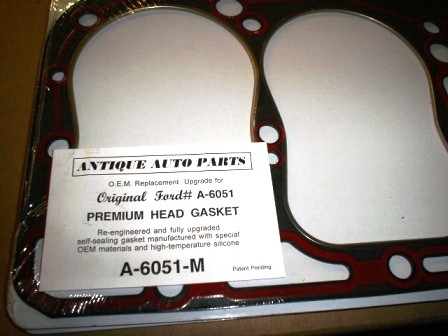 ANTIQUE AUTO PARTS
O.E.M. Replacement Upgrade for
Original Ford# A-6051
PREMIUM HEAD GASKET
Re-engineered and fully upgraded
self-sealing gasket manufactured with special
OEM materials and high-temperature silicone
A-6051-M
Patent Pending